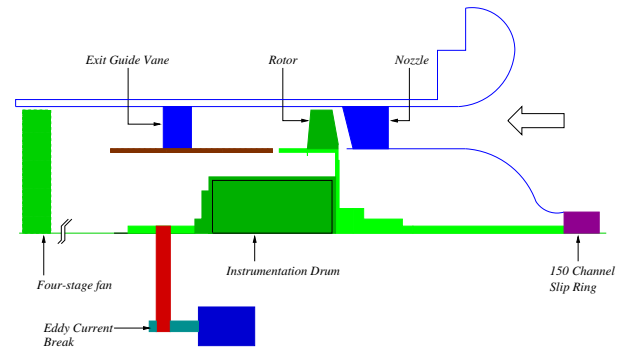 Exit Guide Vane
Rotor
Nozzle
Four-stage fan
Instrumentation Drum
150 Channel
Slip Ring
Eddy Current
Break